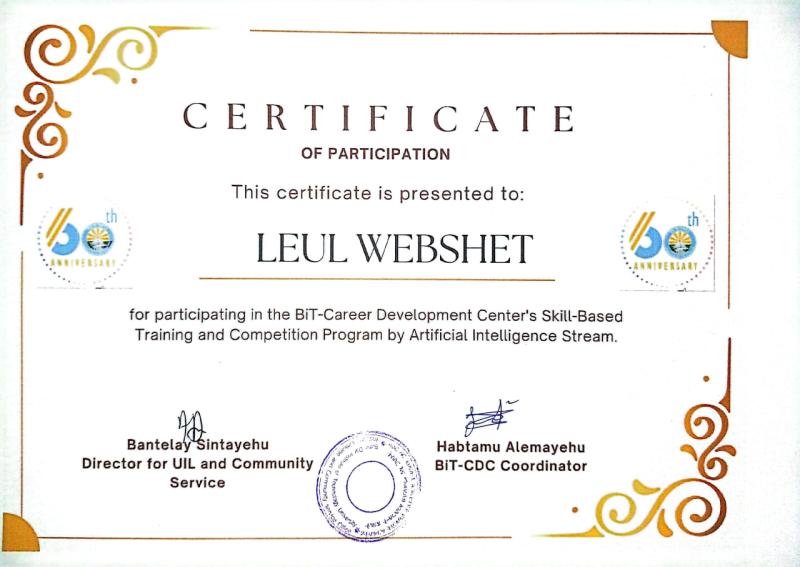 CERTIFICATE
OF PARTICIPATION
This certificate is presented to:
60th
ANNIVERSARY
LEUL WEBSHET
60th
ANNIVERSARY
for participating in the BiT-Career Development Center's Skill-Based
Training and Competition Program by Artificial Intelligence Stream.
Bantelay Sintayehu
Director for UIL and Community
Service
Habtamu Alemayehu
BiT-CDC Coordinator